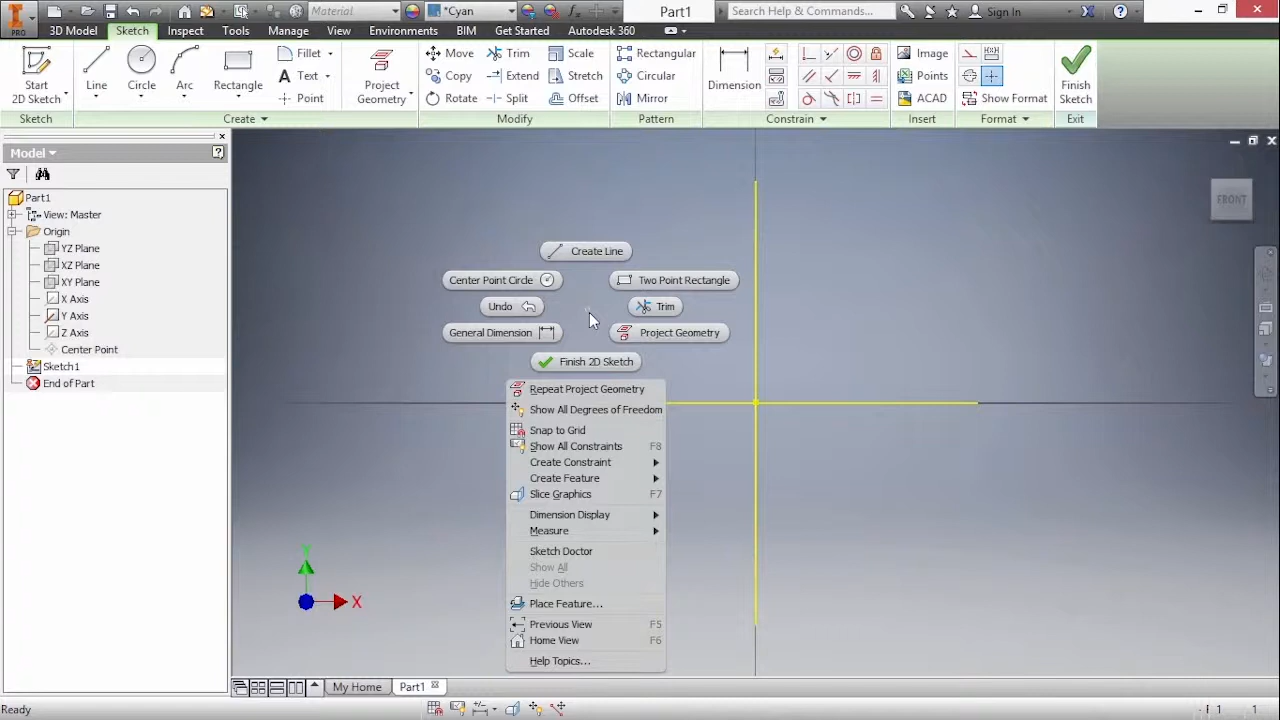 PRO
Material
*Cyan
Part1
Search Help & Commands...
Sign In
3D Model
Sketch
Inspect
Tools
Manage
View
Environments
BIM
Get Started
Autodesk 360
Start
2D Sketch
Line
Circle
Arc
Rectangle
Fillet
Text
Point
Project
Geometry
Move
Copy
Rotate
Trim
Extend
Split
Scale
Stretch
Offset
Rectangular
Circular
Mirror
Dimension
Image
Points
ACAD
Show Format
Finish
Sketch
Sketch
Create
Modify
Pattern
Constrain
Insert
Format
Exit
Model
Part1
View: Master
Origin
YZ Plane
XZ Plane
XY Plane
X Axis
Y Axis
Z Axis
Center Point
Sketch1
End of Part
FRONT
Create Line
Center Point Circle
Two Point Rectangle
Undo
Trim
General Dimension
Project Geometry
Finish 2D Sketch
Repeat Project Geometry
Show All Degrees of Freedom
Snap to Grid
Show All Constraints F8
Create Constraint
Create Feature
Slice Graphics F7
Dimension Display
Measure
Sketch Doctor
Show All
Hide Others
Place Feature...
Previous View F5
Home View F6
Help Topics...
Y
X
My Home
Part1
Ready
1 1